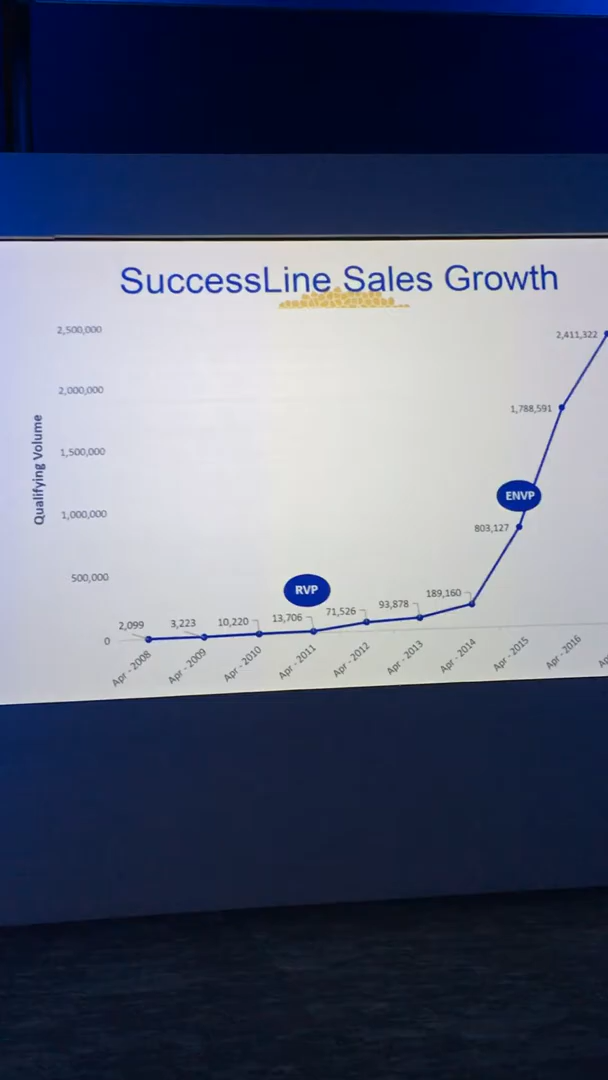 SuccessLine Sales Growth
2,500,000
2,411,322
2,000,000
1,788,591
1,500,000
Qualifying Volume
ENVP
1,000,000
803,127
500,000
RVP
189,160
93,878
71,526
13,706
10,220
3,223
2,099
0
Apr - 2008
Apr - 2009
Apr - 2010
Apr - 2011
Apr - 2012
Apr - 2013
Apr - 2014
Apr - 2015
Apr - 2016